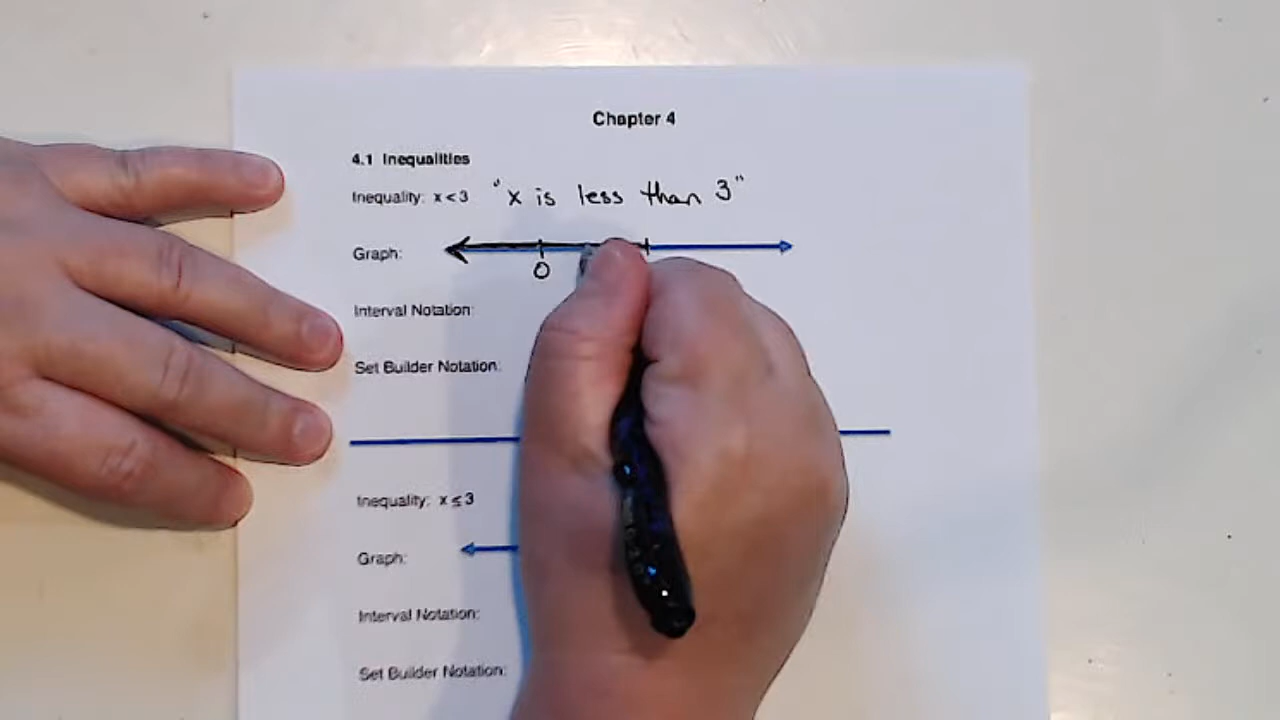 Chapter 4
4.1 Inequalities
Inequality: x < 3 "x is less than 3"
Graph:
0
Interval Notation:
Set Builder Notation:
Inequality: x ≤ 3
Graph:
Interval Notation:
Set Builder Notation: